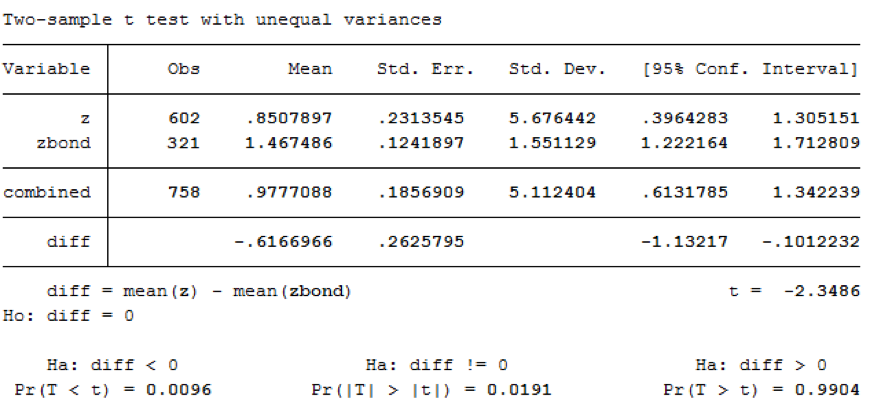 Two-sample t test with unequal variances
Variable Obs Mean Std. Err. Std. Dev. [95% Conf. Interval]
z 602 .8507897 .2313545 5.676442 .3964283 1.305151
zbond 321 1.467486 .1241897 1.551129 1.222164 1.712809
combined 758 .9777088 .1856909 5.112404 .6131785 1.342239
diff -.6166966 .2625795 -1.13217 -.1012232
diff = mean(z) - mean(zbond) t = -2.3486
Ho: diff = 0
Ha: diff < 0 Ha: diff != 0 Ha: diff > 0
Pr(T < t) = 0.0096 Pr(|T| > |t|) = 0.0191 Pr(T > t) = 0.9904